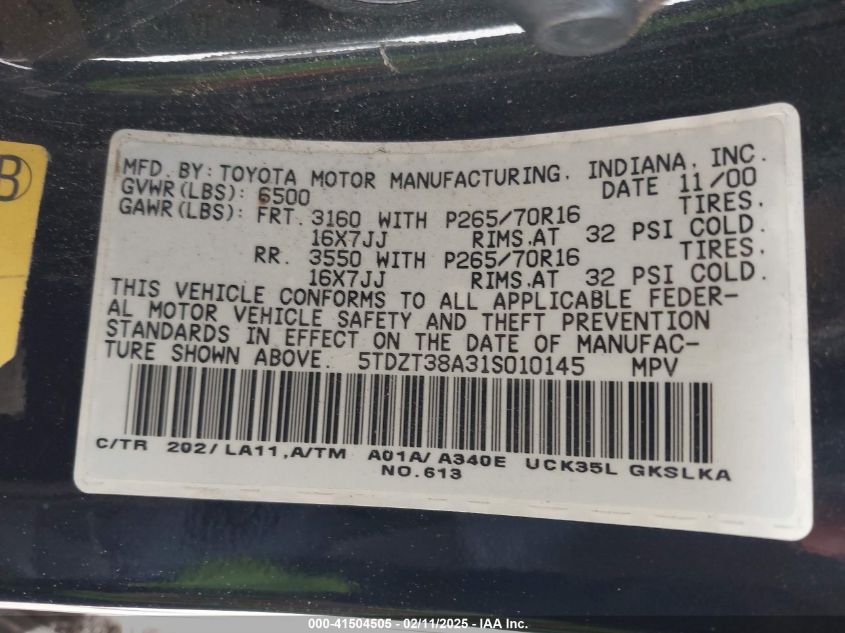 B
MFD. BY: TOYOTA MOTOR MANUFACTURING, INDIANA, INC.
GVWR(LBS): 6500 DATE 11/00
GAWR(LBS): FRT. 3160 WITH P265/70R16 TIRES,
16X7JJ RIMS.AT 32 PSI COLD.
RR. 3550 WITH P265/70R16 TIRES,
16X7JJ RIMS.AT 32 PSI COLD.
THIS VEHICLE CONFORMS TO ALL APPLICABLE FEDER-
AL MOTOR VEHICLE SAFETY AND THEFT PREVENTION
STANDARDS IN EFFECT ON THE DATE OF MANUFAC-
TURE SHOWN ABOVE. 5TDZT38A31S010145 MPV
C/TR 202/LA11,A/TM A01A/A340E UCK35L GKSLKA
NO.613
000-41504505 - 02/11/2025 - IAA Inc.